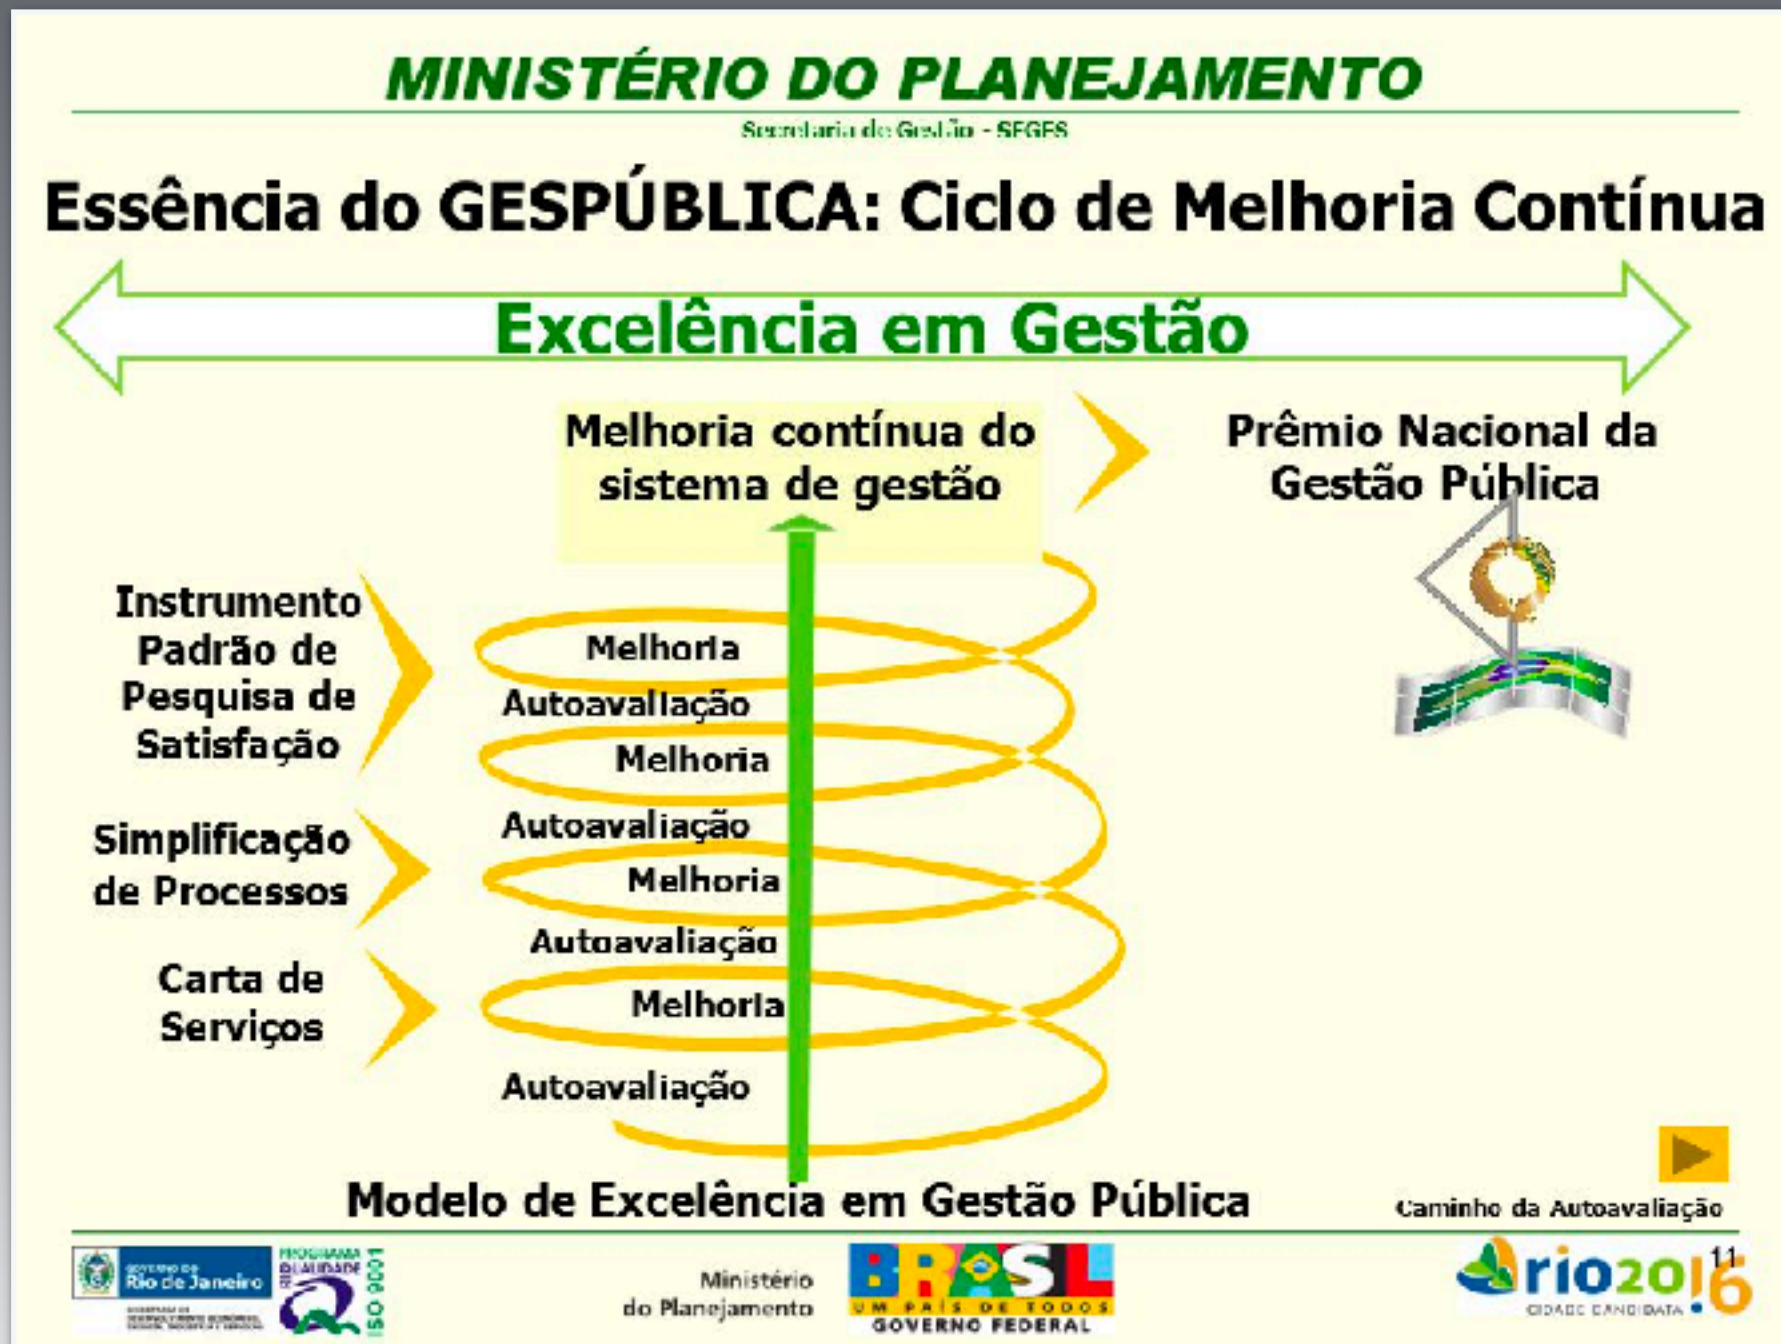 MINISTÉRIO DO PLANEJAMENTO
Secretaria de Gestão - SEGES
Essência do GESPÚBLICA: Ciclo de Melhoria Contínua
Excelência em Gestão
Melhoria contínua do
sistema de gestão
Prêmio Nacional da
Gestão Pública
Instrumento
Padrão de
Pesquisa de
Satisfação
Simplificação
de Processos
Carta de
Serviços
Melhoria
Autoavaliação
Melhoria
Autoavaliação
Melhoria
Autoavaliação
Melhoria
Autoavaliação
Modelo de Excelência em Gestão Pública
Caminho da Autoavaliação
11
GOVERNO DO
Rio de Janeiro
PROGRAMA
QUALIDADE
ISO 9001
Ministério
do Planejamento
BRASIL
UM PAÍS DE TODOS
GOVERNO FEDERAL
rio2016
CIDADE CANDIDATA